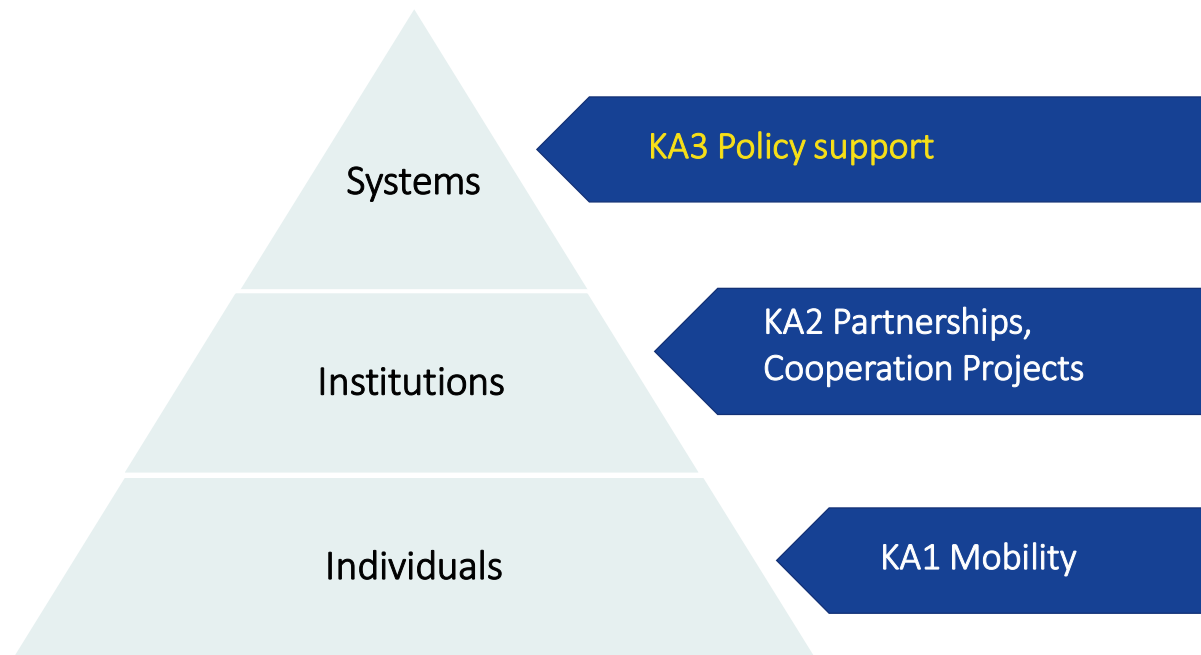 KA3 Policy support
Systems
KA2 Partnerships,
Cooperation Projects
Institutions
KA1 Mobility
Individuals